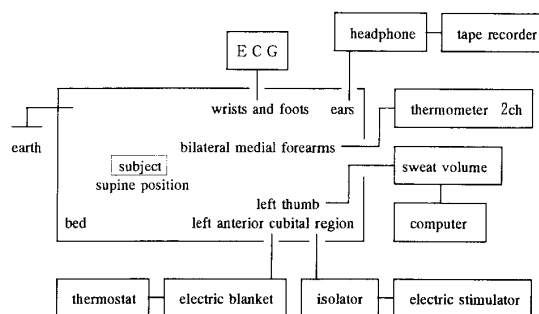 headphone
tape recorder
E C G
wrists and foots
ears
thermometer 2ch
earth
bilateral medial forearms
subject
supine position
sweat volume
left thumb
bed
left anterior cubital region
computer
thermostat
electric blanket
isolator
electric stimulator